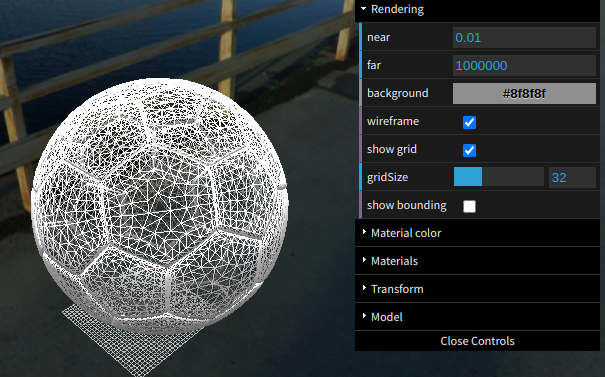 Rendering
near 0.01
far 1000000
background #8f8f8f
wireframe
show grid
gridSize 32
show bounding
Material color
Materials
Transform
Model
Close Controls